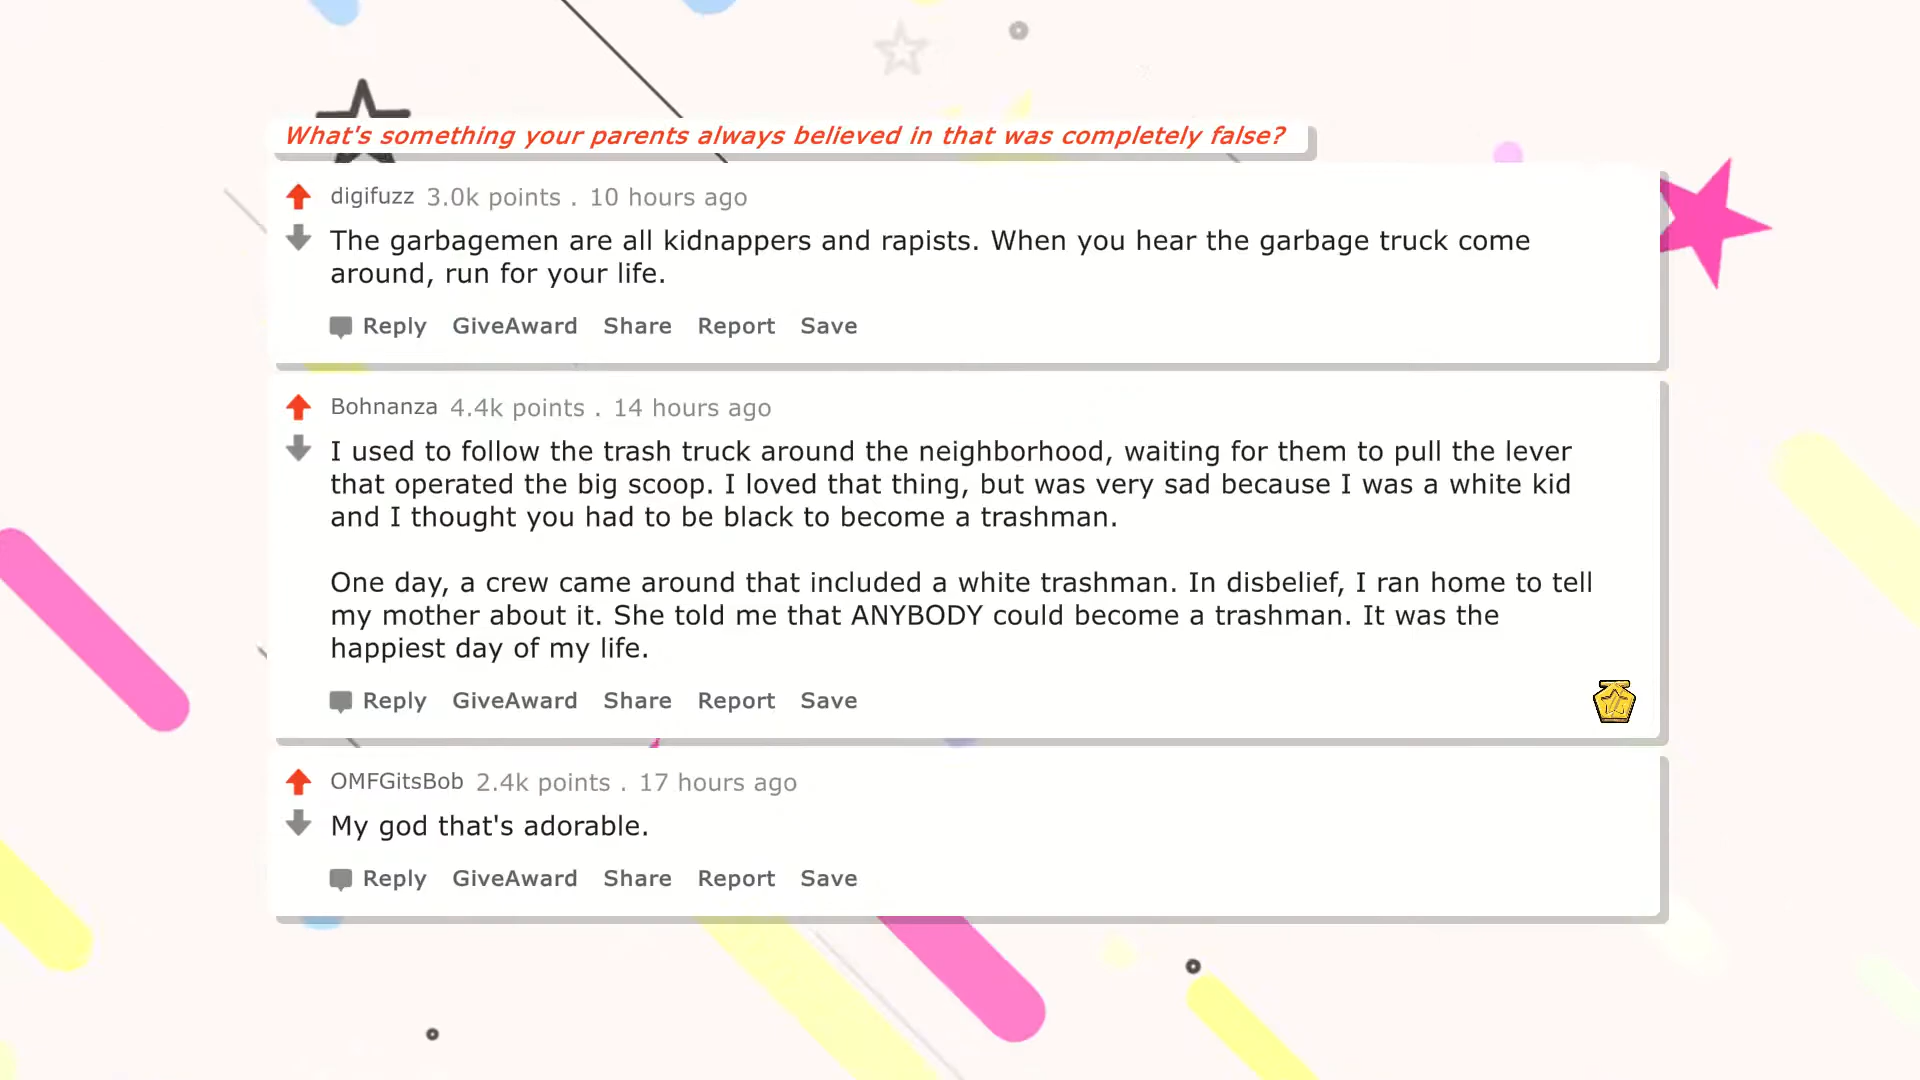 What's something your parents always believed in that was completely false?
digifuzz 3.0k points . 10 hours ago
The garbagemen are all kidnappers and rapists. When you hear the garbage truck come
around, run for your life.
Reply GiveAward Share Report Save
Bohnanza 4.4k points . 14 hours ago
I used to follow the trash truck around the neighborhood, waiting for them to pull the lever
that operated the big scoop. I loved that thing, but was very sad because I was a white kid
and I thought you had to be black to become a trashman.
One day, a crew came around that included a white trashman. In disbelief, I ran home to tell
my mother about it. She told me that ANYBODY could become a trashman. It was the
happiest day of my life.
Reply GiveAward Share Report Save
OMFGitsBob 2.4k points . 17 hours ago
My god that's adorable.
Reply GiveAward Share Report Save